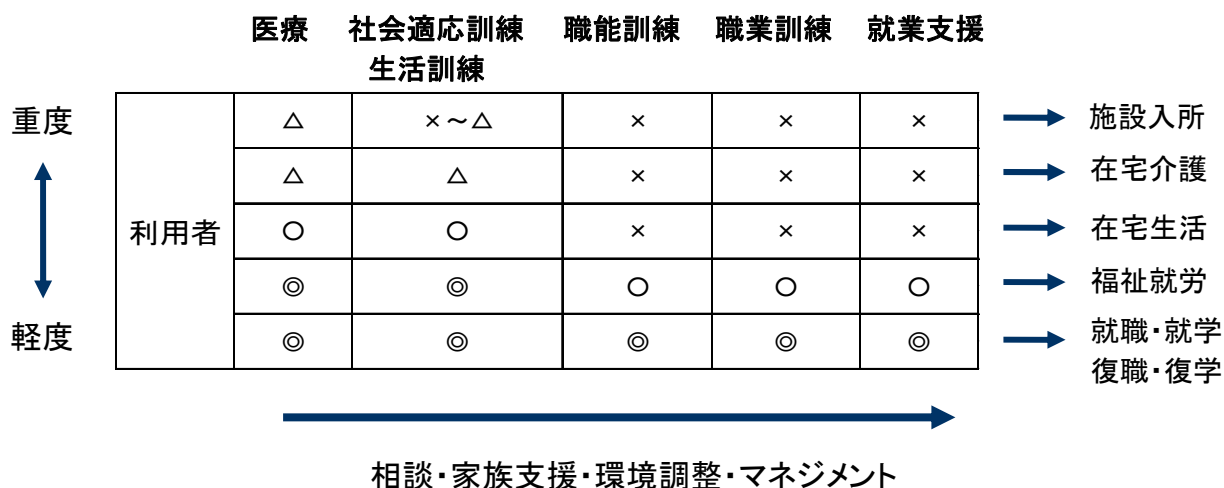 医療 社会適応訓練 職能訓練 職業訓練 就業支援
生活訓練
重度 △ ×～△ × × × 施設入所
△ △ × × × 在宅介護
利用者 ○ ○ × × × 在宅生活
◎ ◎ ○ ○ ○ 福祉就労
軽度 ◎ ◎ ◎ ◎ ◎ 就職・就学
復職・復学
相談・家族支援・環境調整・マネジメント